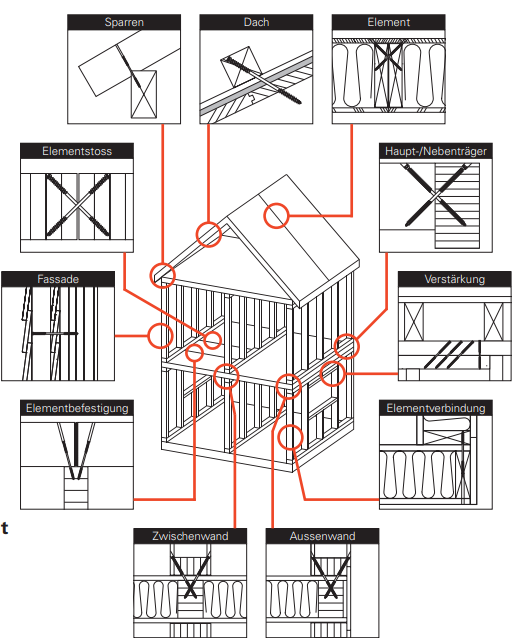 Sparren
Dach
Element
Elementstoss
Haupt-/Nebenträger
Fassade
Verstärkung
Elementbefestigung
Elementverbindung
t
Zwischenwand
Aussenwand